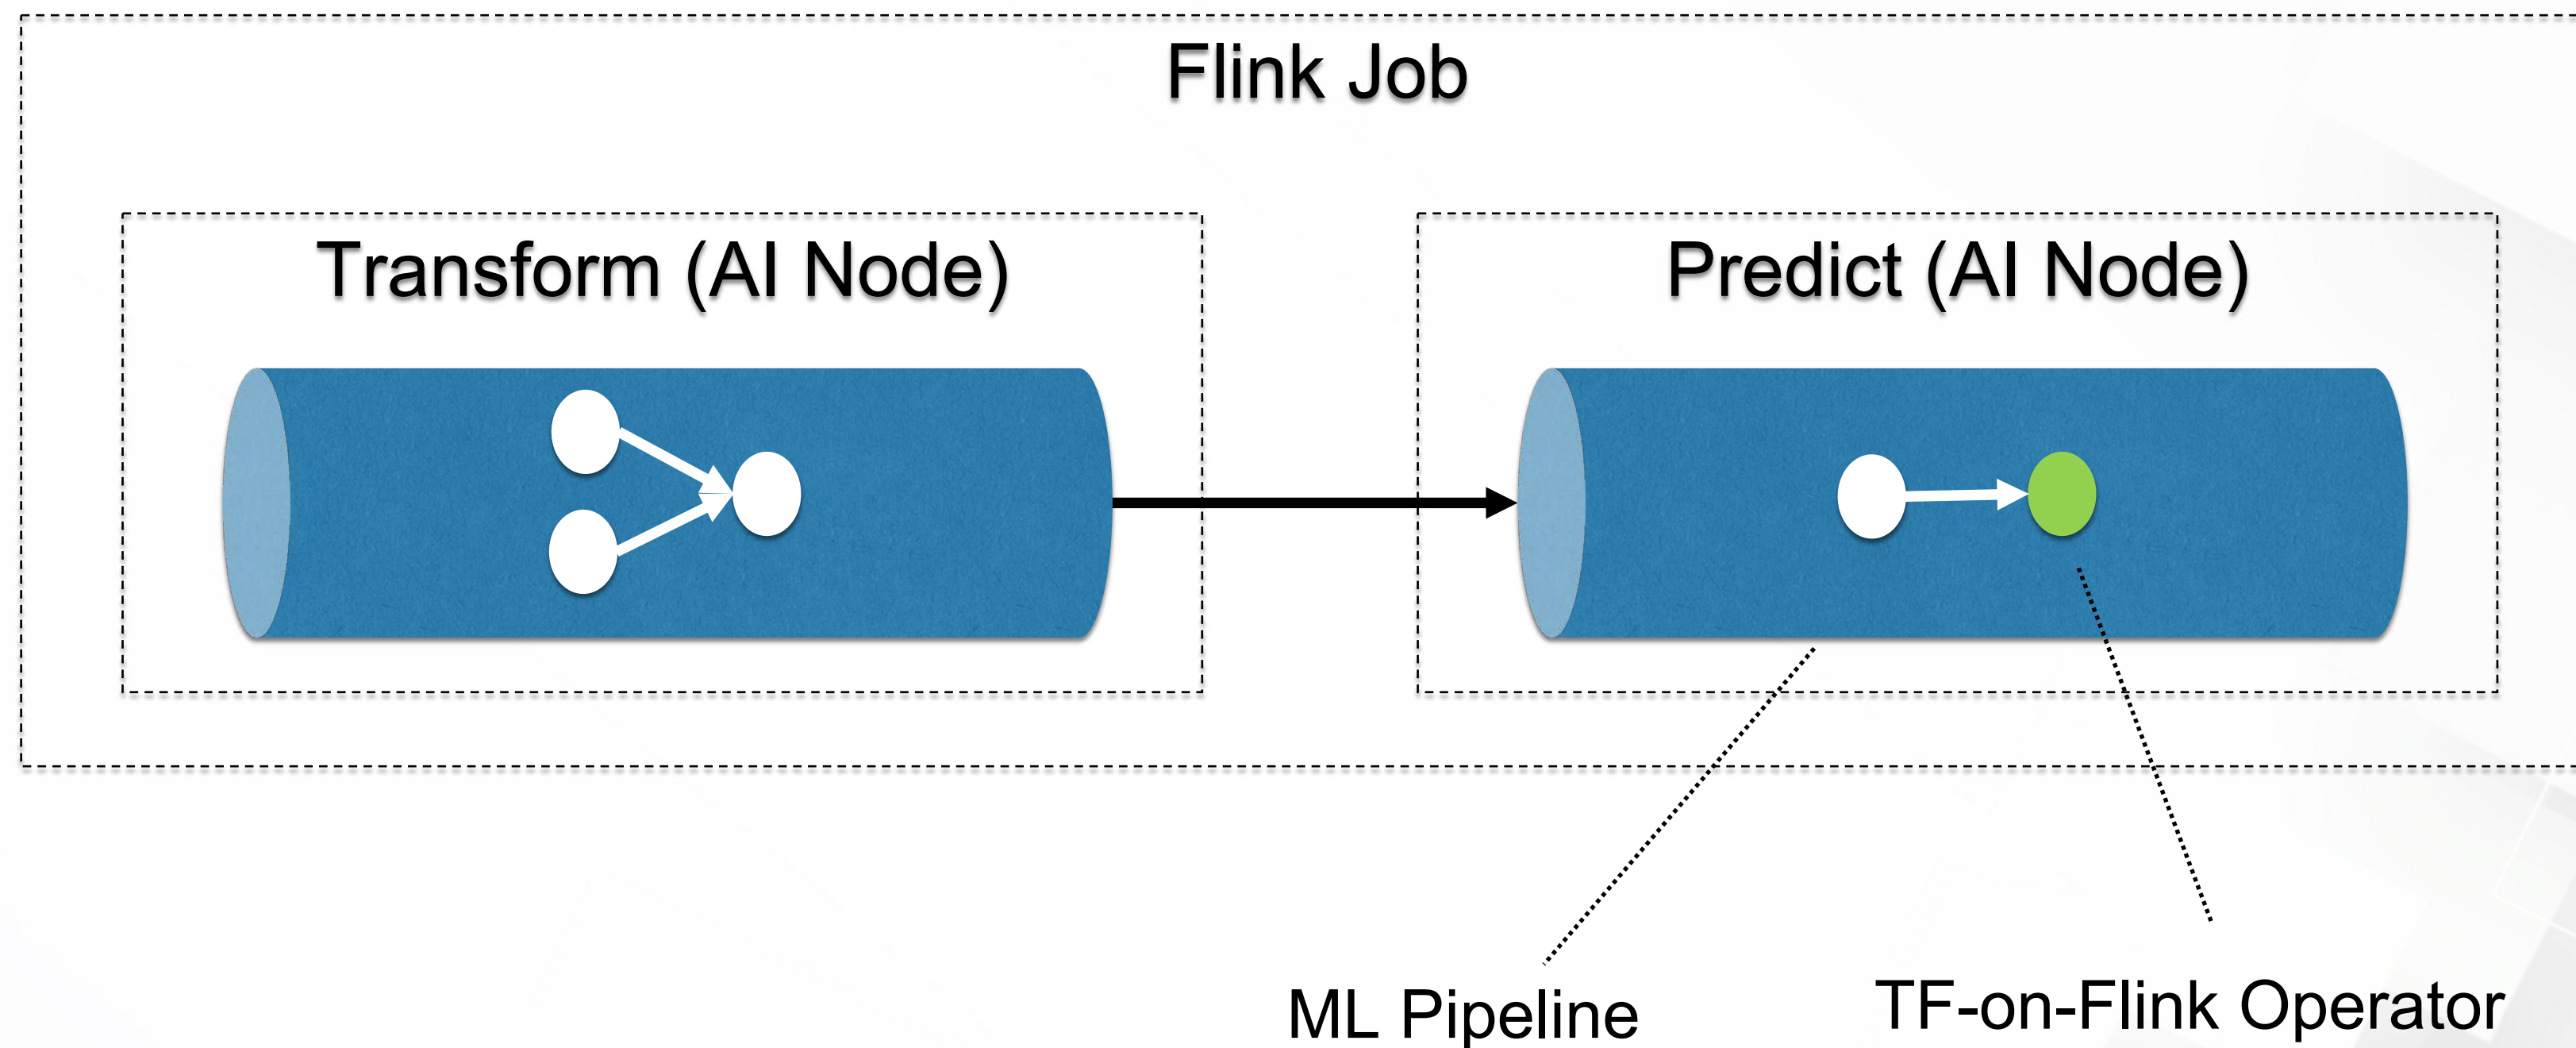 Flink Job
Transform (AI Node)
Predict (AI Node)
ML Pipeline
TF-on-Flink Operator